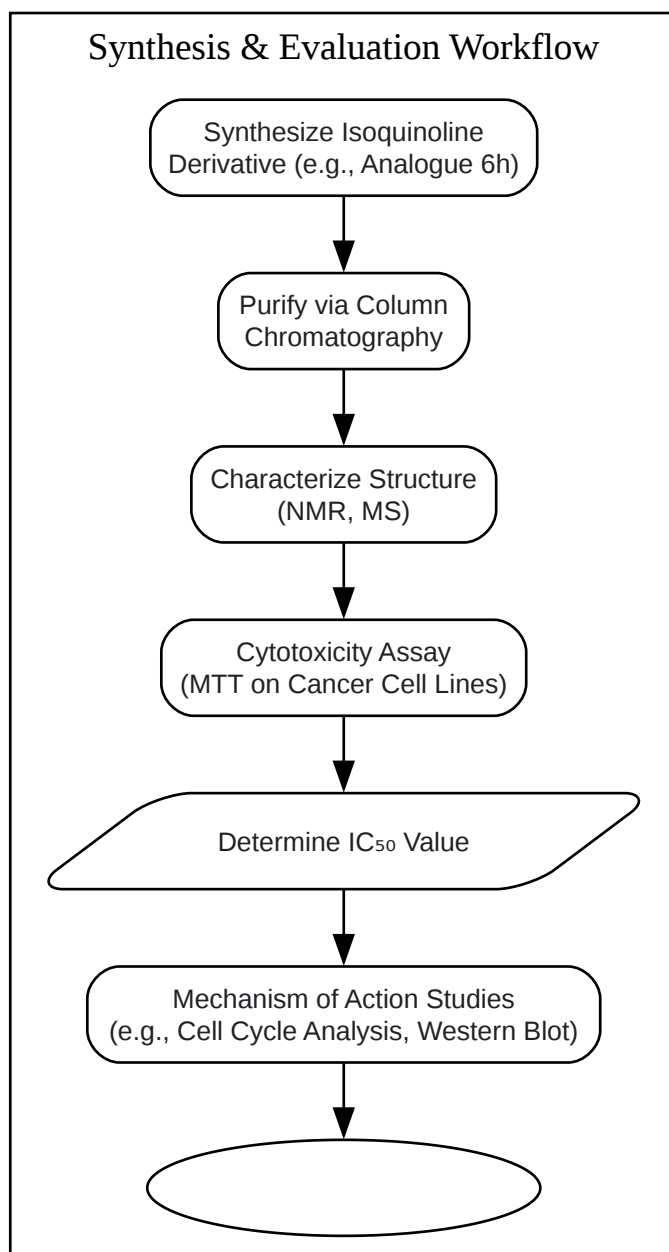 Synthesis & Evaluation Workflow
Synthesize Isoquinoline
Derivative (e.g., Analogue 6h)
Purify via Column
Chromatography
Characterize Structure
(NMR, MS)
Cytotoxicity Assay
(MTT on Cancer Cell Lines)
Determine IC₅₀ Value
Mechanism of Action Studies
(e.g., Cell Cycle Analysis, Western Blot)